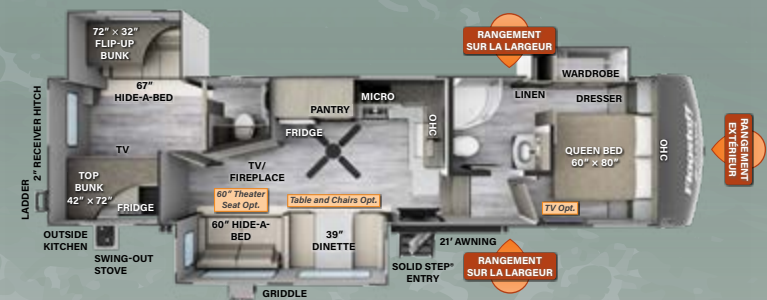 72" × 32"
FLIP-UP
BUNK
67"
HIDE-A-BED
2" RECEIVER HITCH
LADDER
TV
TOP
BUNK
42" × 72"
FRIDGE
OUTSIDE
KITCHEN
SWING-OUT
STOVE
PANTRY
MICRO
FRIDGE
OHC
TV/
FIREPLACE
60" Theater
Seat Opt.
Table and Chairs Opt.
60" HIDE-A-
BED
39"
DINETTE
GRIDDLE
SOLID STEP®
ENTRY
21' AWNING
RANGEMENT
SUR LA LARGEUR
WARDROBE
LINEN
DRESSER
QUEEN BED
60" × 80"
OHC
TV Opt.
RANGEMENT
SUR LA LARGEUR
Flagstaff
RANGEMENT
EXTÉRIEUR